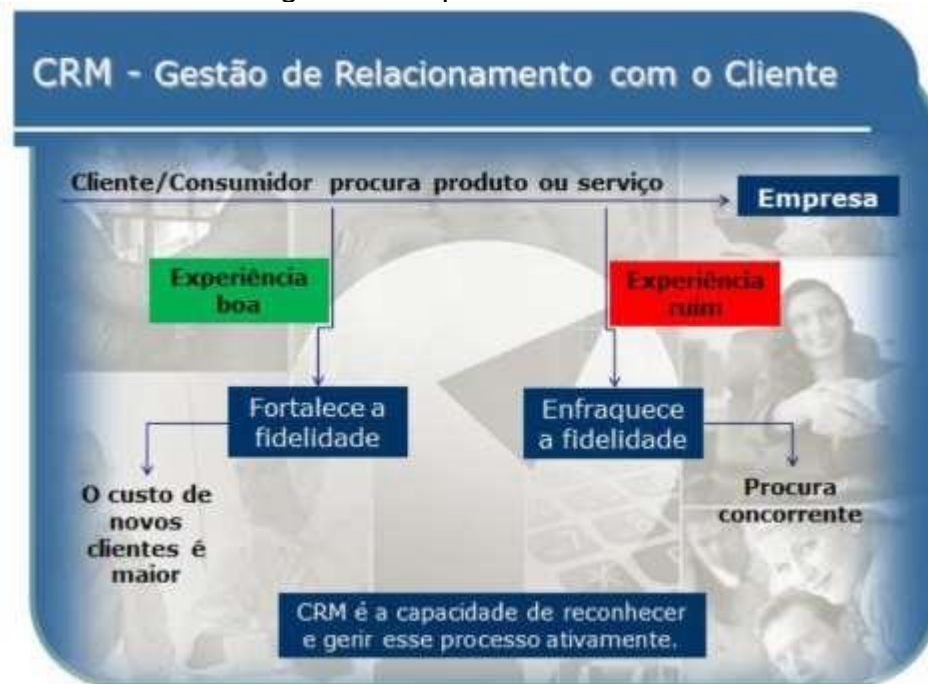 CRM - Gestão de Relacionamento com o Cliente
Cliente/Consumidor procura produto ou serviço
Empresa
Experiência
boa
Experiência
ruim
Fortalece a
fidelidade
Enfraquece
a fidelidade
O custo de
novos
clientes é
maior
Procura
concorrente
CRM é a capacidade de reconhecer
e gerir esse processo ativamente.